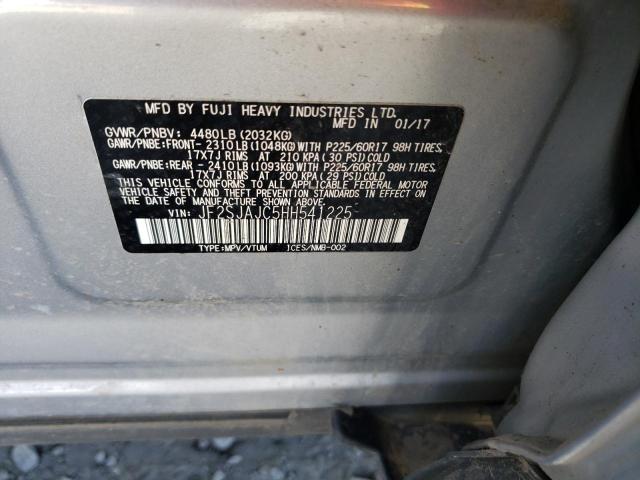 MFD BY FUJI HEAVY INDUSTRIES LTD.
MFD IN 01/17
GVWR/PNBV: 4480LB (2032KG)
GAWR/PNBE:FRONT- 2310LB(1048KG)WITH P225/60R17 98H TIRES,
17X7J RIMS AT 210 KPA (30 PSI)COLD
GAWR/PNBE:REAR - 2410LB(1093KG)WITH P225/60R17 98H TIRES,
17X7J RIMS AT 200 KPA(29 PSI)COLD
THIS VEHICLE CONFORMS TO ALL APPLICABLE FEDERAL MOTOR
VEHICLE SAFETY, BUMPER, AND THEFT PREVENTION STANDARDS
IN EFFECT ON THE DATE OF MANUFACTURE SHOWN ABOVE.
VIN: JF2SJAJC5HH541225
TYPE:MPV/VTUM ICES/NMB-002